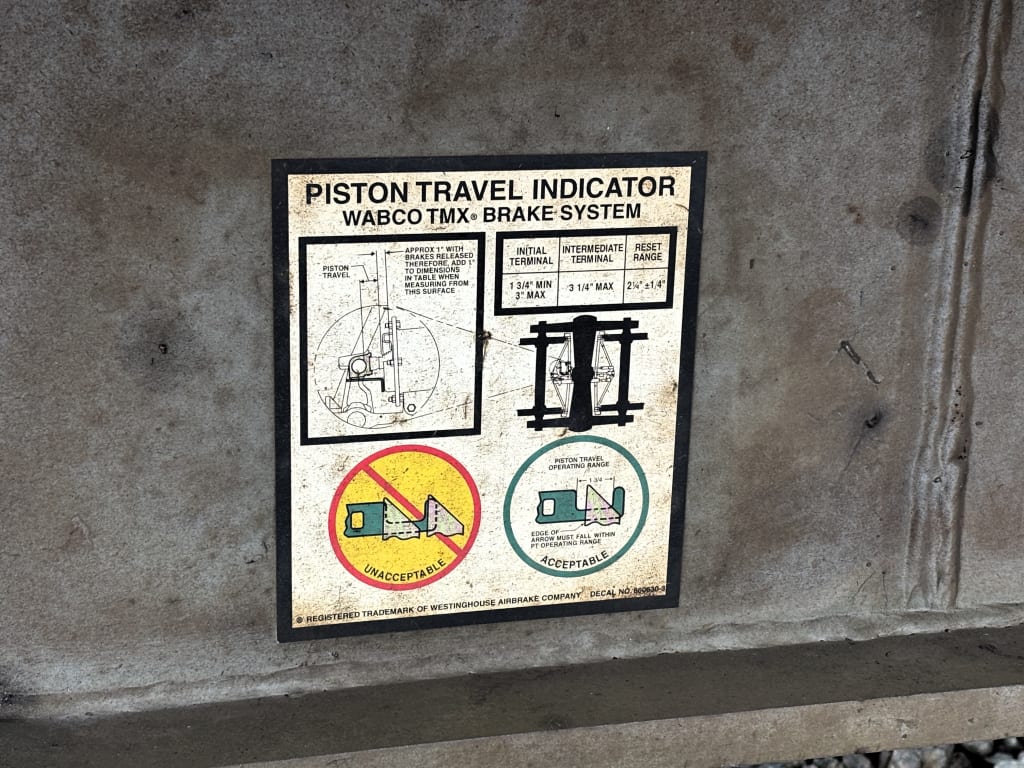 PISTON TRAVEL INDICATOR
WABCO TMX® BRAKE SYSTEM
APPROX 1" WITH
BRAKES RELEASED
THEREFORE, ADD 1"
TO DIMENSIONS
IN TABLE WHEN
MEASURING FROM
THIS SURFACE
PISTON
TRAVEL
INITIAL
TERMINAL
INTERMEDIATE
TERMINAL
RESET
RANGE
1 3/4" MIN
3" MAX
3 1/4" MAX
2¼" ±1/4"
UNACCEPTABLE
PISTON TRAVEL
OPERATING RANGE
1 3/4
EDGE OF
ARROW MUST FALL WITHIN
PT OPERATING RANGE
ACCEPTABLE
® REGISTERED TRADEMARK OF WESTINGHOUSE AIRBRAKE COMPANY DECAL NO.